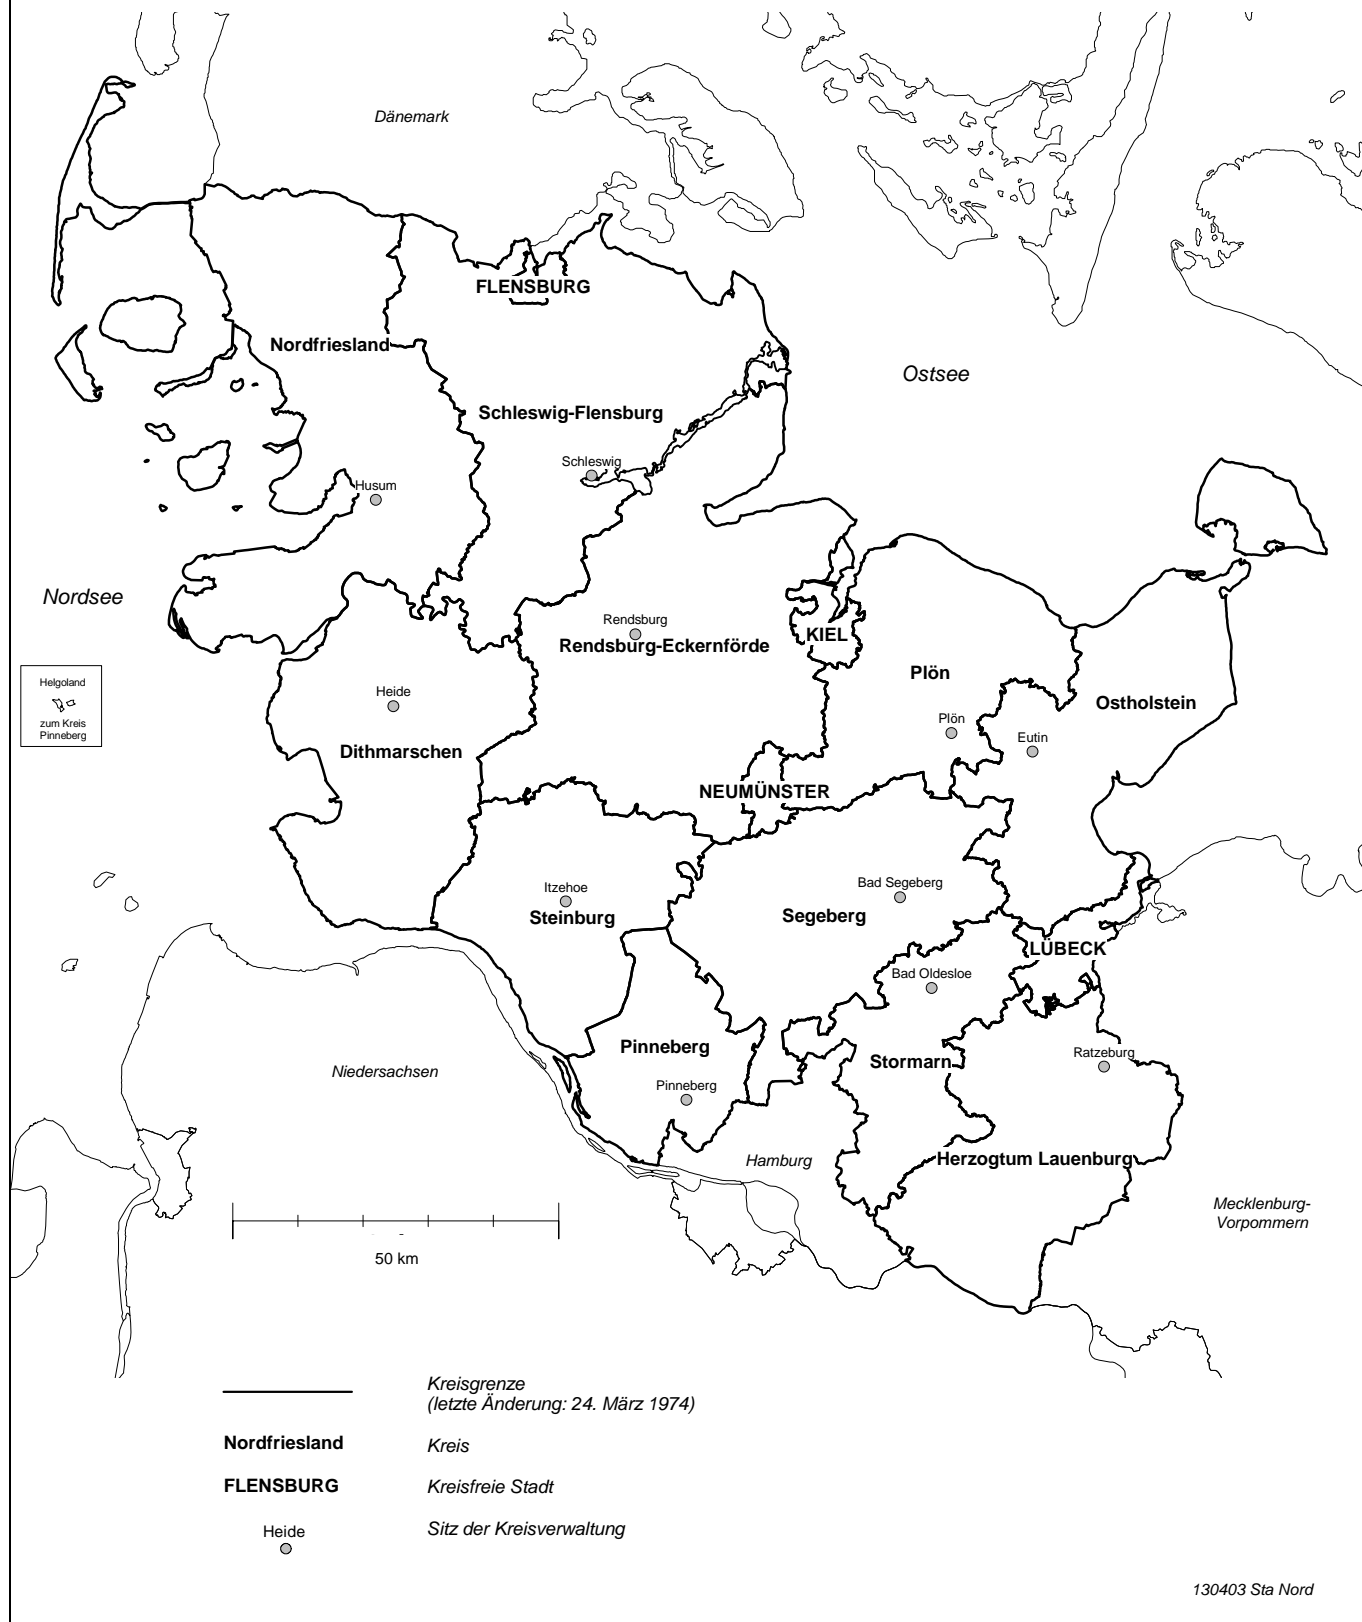 Dänemark
FLENSBURG
Nordfriesland
Ostsee
Schleswig-Flensburg
Schleswig
Husum
Nordsee
Rendsburg
Rendsburg-Eckernförde
KIEL
Helgoland
zum Kreis
Pinneberg
Heide
Dithmarschen
Plön
Plön
Ostholstein
Eutin
NEUMÜNSTER
Itzehoe
Steinburg
Bad Segeberg
Segeberg
LÜBECK
Bad Oldesloe
Pinneberg
Pinneberg
Stormarn
Ratzeburg
Niedersachsen
Hamburg
Herzogtum Lauenburg
Mecklenburg-
Vorpommern
50 km
Kreisgrenze
(letzte Änderung: 24. März 1974)
Nordfriesland Kreis
FLENSBURG Kreisfreie Stadt
Heide Sitz der Kreisverwaltung
130403 Sta Nord